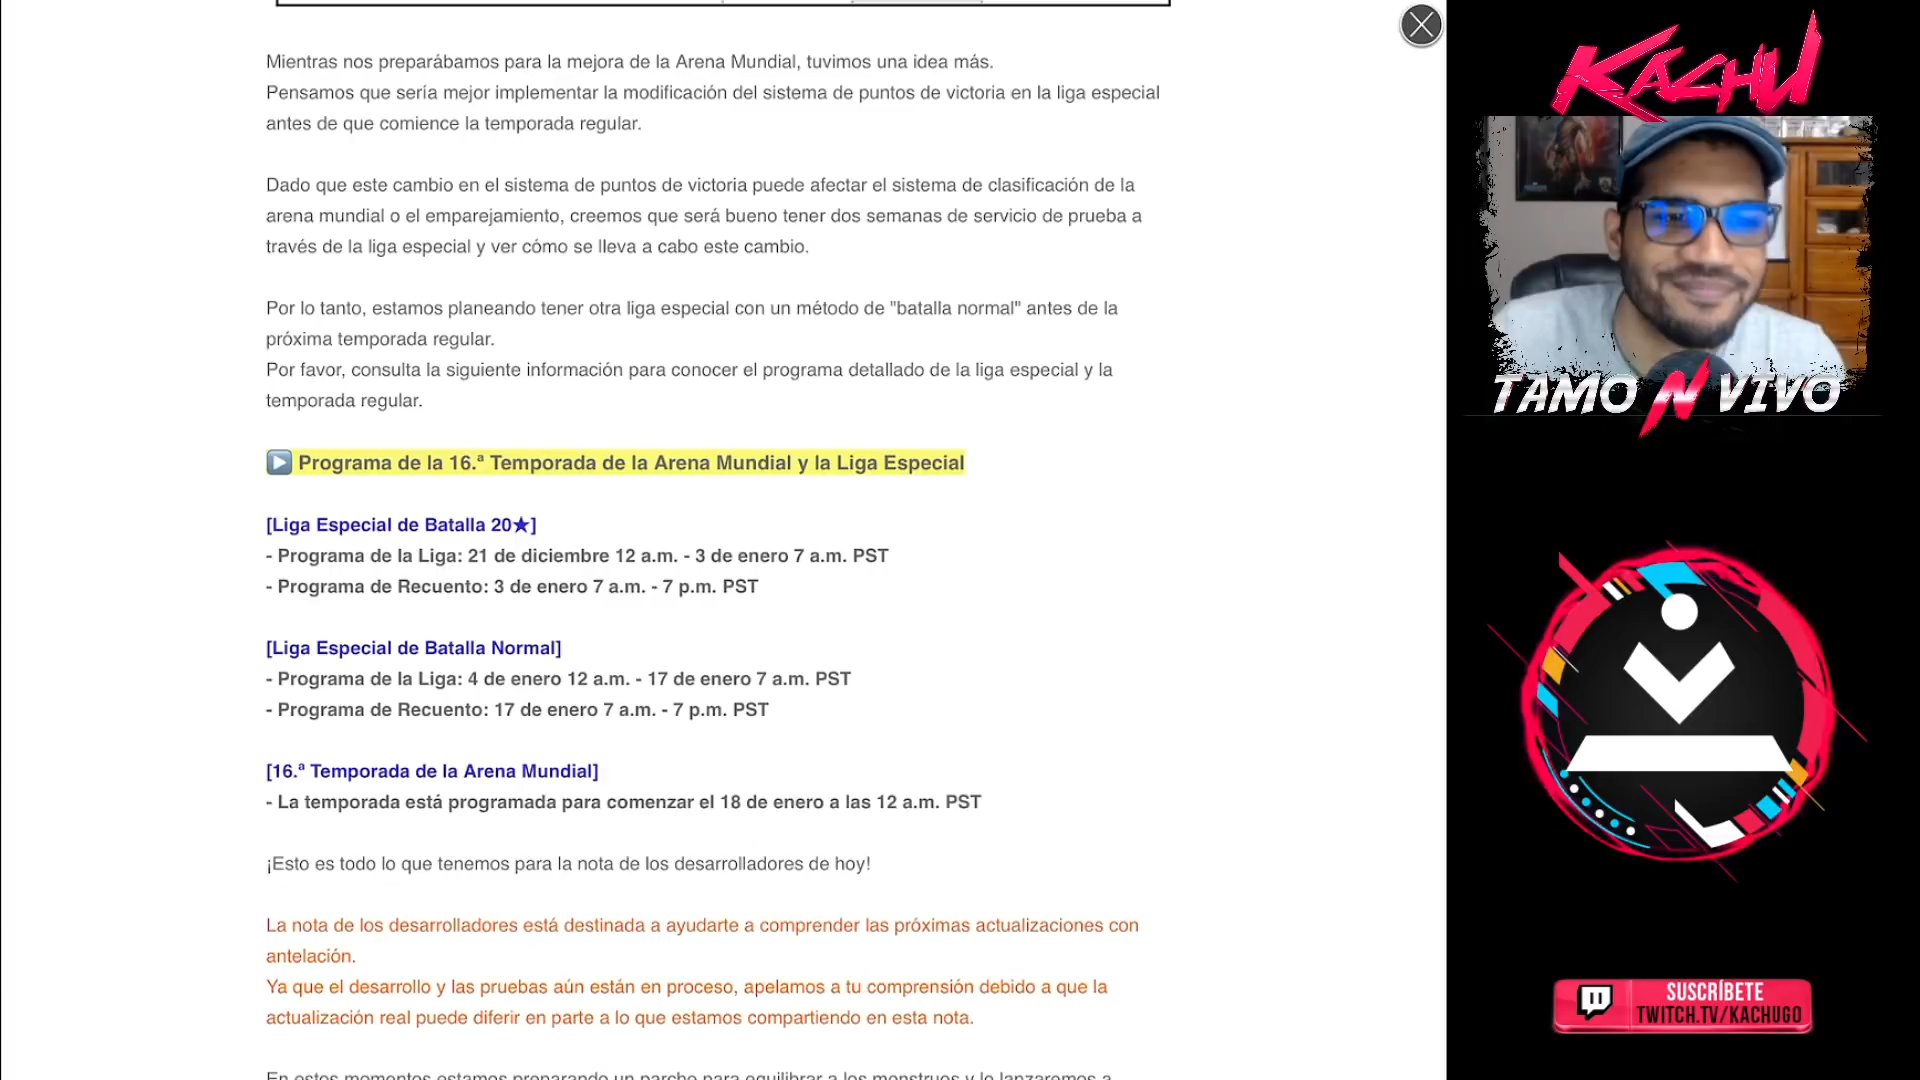 Mientras nos preparábamos para la mejora de la Arena Mundial, tuvimos una idea más.
Pensamos que sería mejor implementar la modificación del sistema de puntos de victoria en la liga especial
antes de que comience la temporada regular.
Dado que este cambio en el sistema de puntos de victoria puede afectar el sistema de clasificación de la
arena mundial o el emparejamiento, creemos que será bueno tener dos semanas de servicio de prueba a
través de la liga especial y ver cómo se lleva a cabo este cambio.
Por lo tanto, estamos planeando tener otra liga especial con un método de "batalla normal" antes de la
próxima temporada regular.
Por favor, consulta la siguiente información para conocer el programa detallado de la liga especial y la
temporada regular.
Programa de la 16.ª Temporada de la Arena Mundial y la Liga Especial
[Liga Especial de Batalla 20★]
- Programa de la Liga: 21 de diciembre 12 a.m. - 3 de enero 7 a.m. PST
- Programa de Recuento: 3 de enero 7 a.m. - 7 p.m. PST
[Liga Especial de Batalla Normal]
- Programa de la Liga: 4 de enero 12 a.m. - 17 de enero 7 a.m. PST
- Programa de Recuento: 17 de enero 7 a.m. - 7 p.m. PST
[16.ª Temporada de la Arena Mundial]
- La temporada está programada para comenzar el 18 de enero a las 12 a.m. PST
¡Esto es todo lo que tenemos para la nota de los desarrolladores de hoy!
La nota de los desarrolladores está destinada a ayudarte a comprender las próximas actualizaciones con
antelación.
Ya que el desarrollo y las pruebas aún están en proceso, apelamos a tu comprensión debido a que la
actualización real puede diferir en parte a lo que estamos compartiendo en esta nota.
En estos momentos estamos preparando un parche para equilibrar a los monstruos y lo lanzaremos a
KACHU
TAMO N VIVO
SUSCRÍBETE
TWITCH.TV/KACHUGO